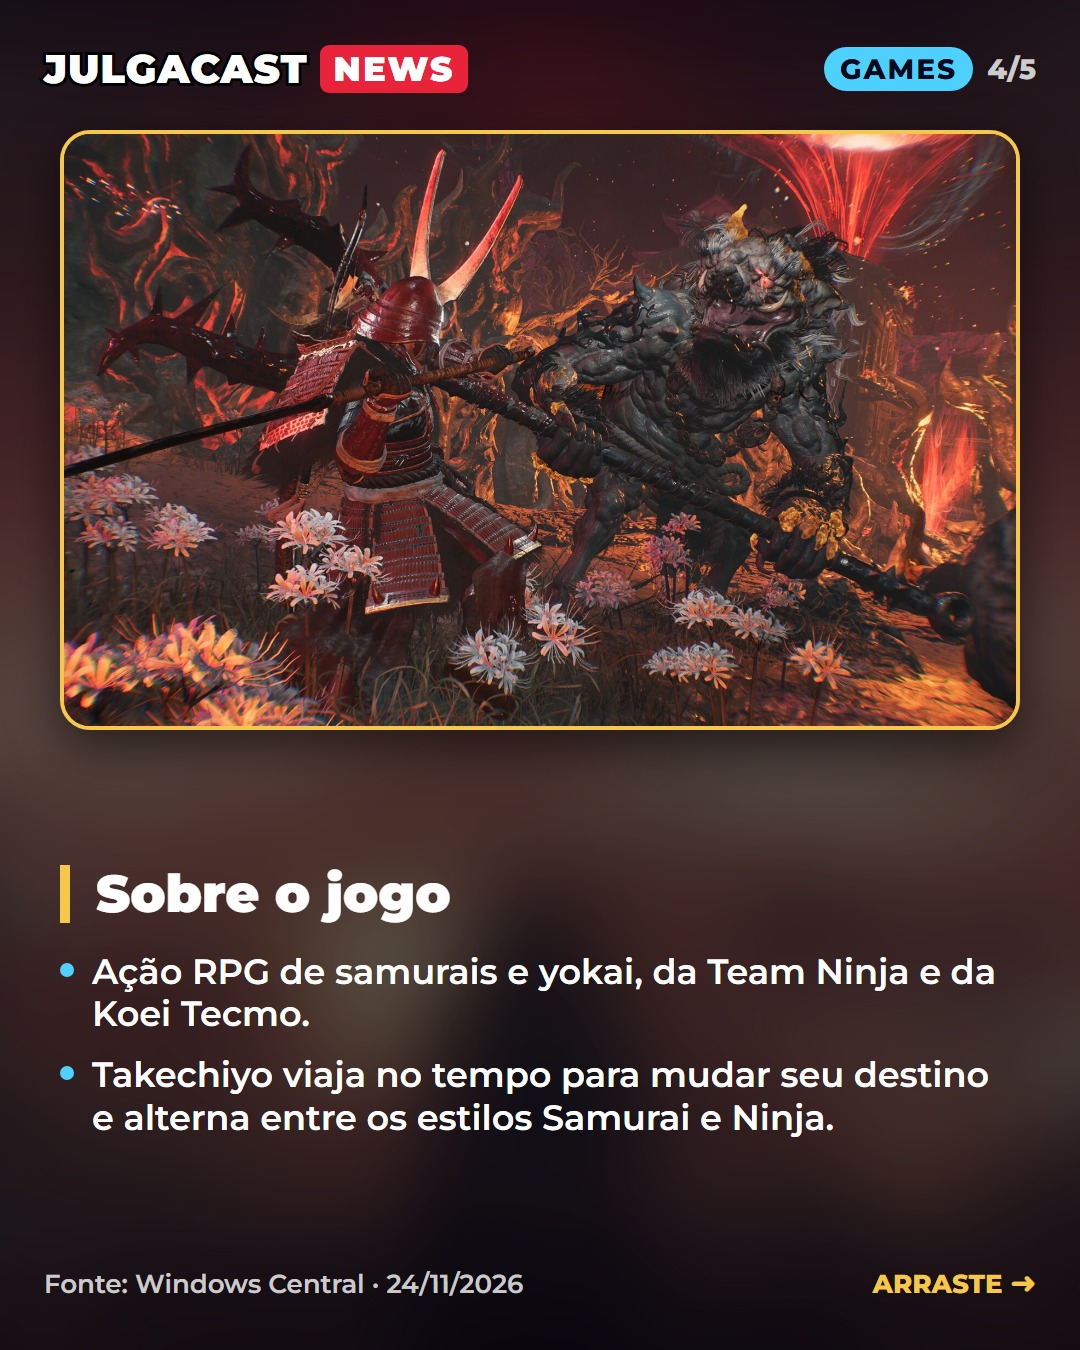 JULGACAST NEWS
GAMES 4/5
Sobre o jogo
• Ação RPG de samurais e yokai, da Team Ninja e da
Koei Tecmo.
• Takechiyo viaja no tempo para mudar seu destino
e alterna entre os estilos Samurai e Ninja.
Fonte: Windows Central · 24/11/2026
ARRASTE →